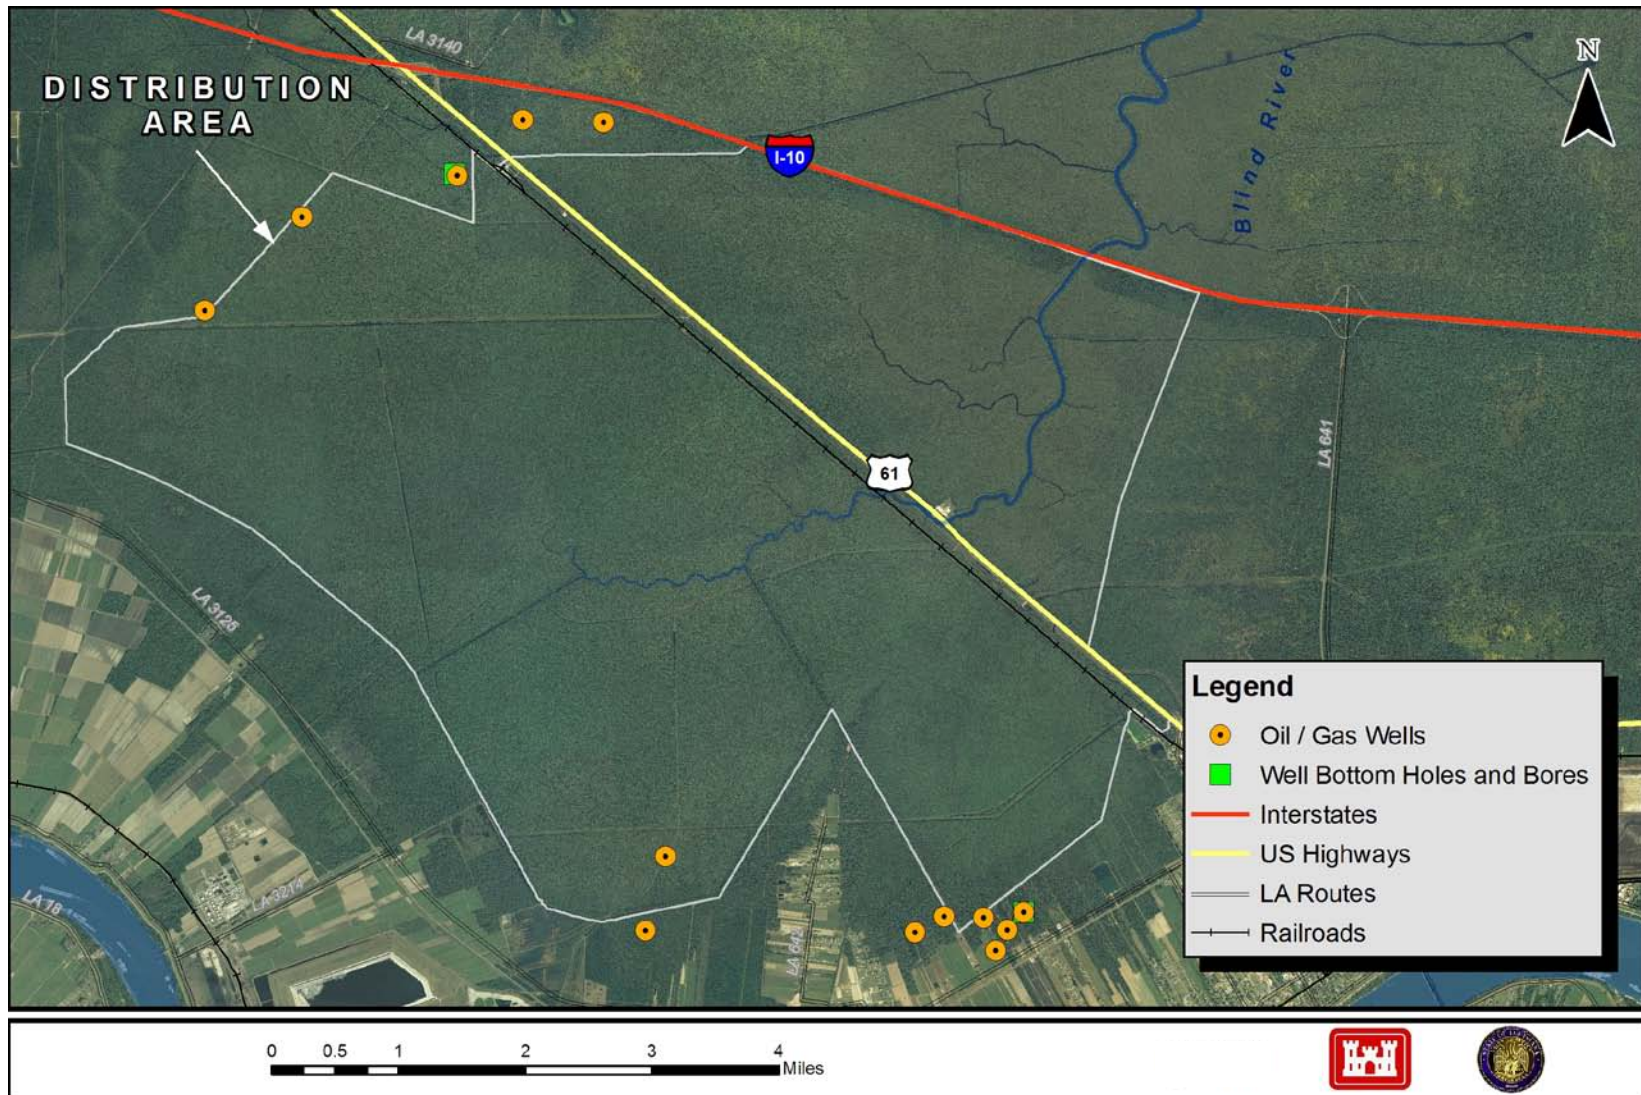 LA 3140
N
DISTRIBUTION
AREA
I-10
Blind River
LA 641
61
LA 3125
Legend
Oil / Gas Wells
Well Bottom Holes and Bores
Interstates
US Highways
LA Routes
Railroads
LA 3214
LA 18
LA 642
0 0.5 1 2 3 4
Miles